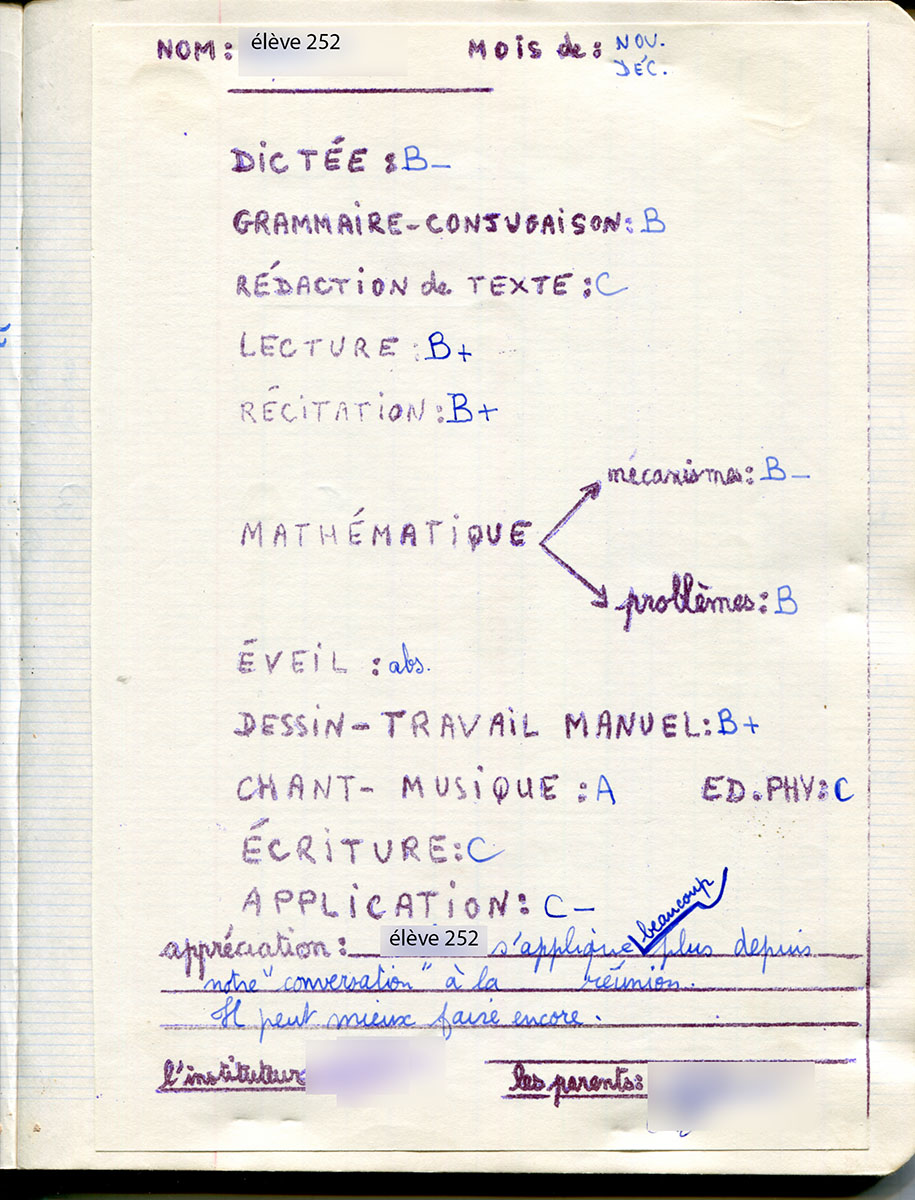 NOM: élève 252 MOIS de: NOV.
DÉC.
DICTÉE : B-
GRAMMAIRE-CONJUGAISON: B
RÉDACTION de TEXTE : C
LECTURE : B+
RÉCITATION : B+
mécanismes: B-
MATHÉMATIQUE
problèmes: B
ÉVEIL : abs.
DESSIN-TRAVAIL MANUEL: B+
CHANT- MUSIQUE : A ED.PHY: C
ÉCRITURE: C
APPLICATION: C-
beaucoup
appréciation: élève 252 s'applique plus depuis
notre "conversation" à la réunion.
Il peut mieux faire encore.
l'instituteur les parents: